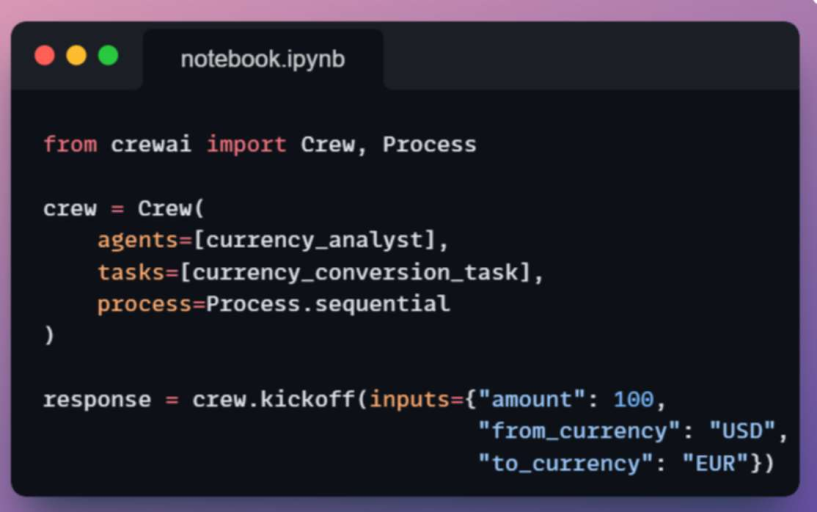 notebook.ipynb
from crewai import Crew, Process
crew = Crew(
    agents=[currency_analyst],
    tasks=[currency_conversion_task],
    process=Process.sequential
)
response = crew.kickoff(inputs={"amount": 100,
                                "from_currency": "USD",
                                "to_currency": "EUR"})